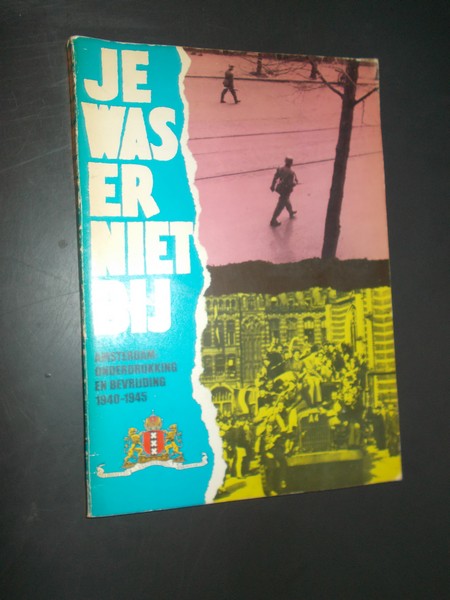 JE
WAS
ER
NIET
BIJ
AMSTERDAM
ONDERDRUKKING
EN BEVRIJDING
1940-1945